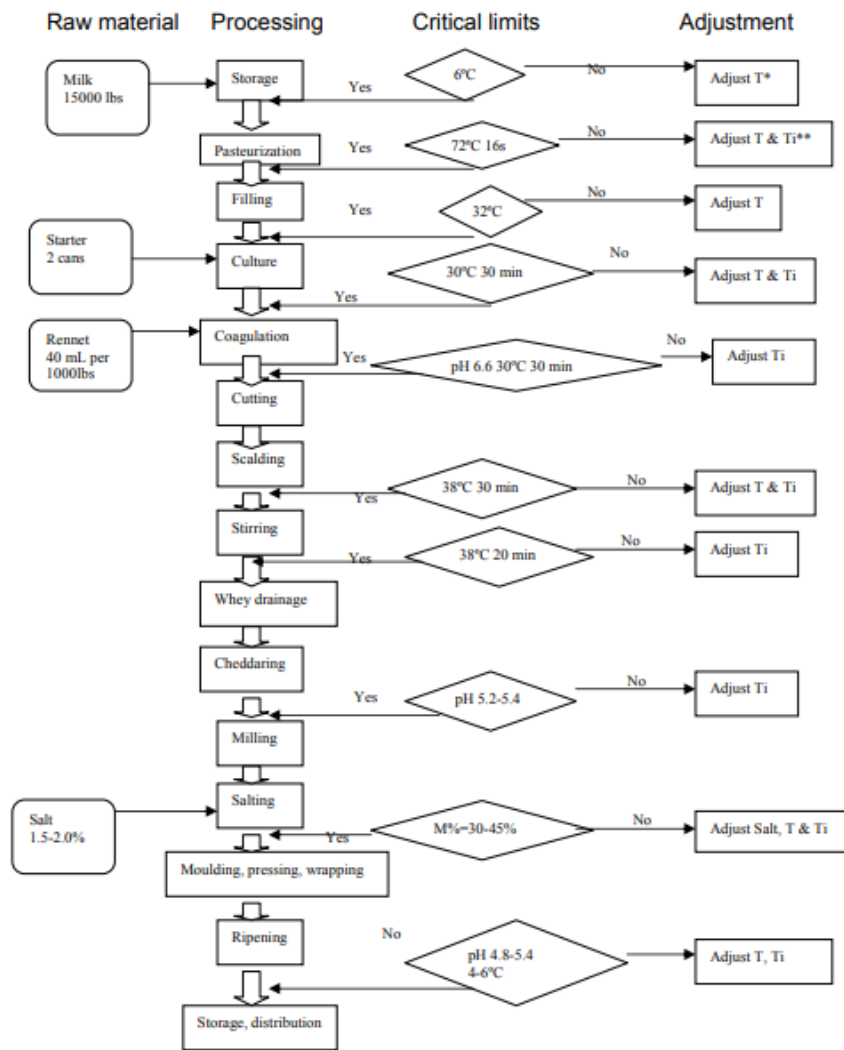 Raw material Processing Critical limits Adjustment
Milk
15000 lbs
Storage
6ºC
No
Yes
Adjust T*
Pasteurization
72ºC 16s
No
Yes
Adjust T & Ti**
Filling
32ºC
No
Yes
Adjust T
Starter
2 cans
Culture
30ºC 30 min
No
Yes
Adjust T & Ti
Rennet
40 mL per
1000lbs
Coagulation
pH 6.6 30ºC 30 min
No
Yes
Adjust Ti
Cutting
Scalding
38ºC 30 min
No
Yes
Adjust T & Ti
Stirring
38ºC 20 min
No
Yes
Adjust Ti
Whey drainage
Cheddaring
pH 5.2-5.4
No
Yes
Adjust Ti
Milling
Salt
1.5-2.0%
Salting
M%=30-45%
No
Yes
Adjust Salt, T & Ti
Moulding, pressing, wrapping
Ripening
No
pH 4.8-5.4
4-6ºC
Adjust T, Ti
Storage, distribution